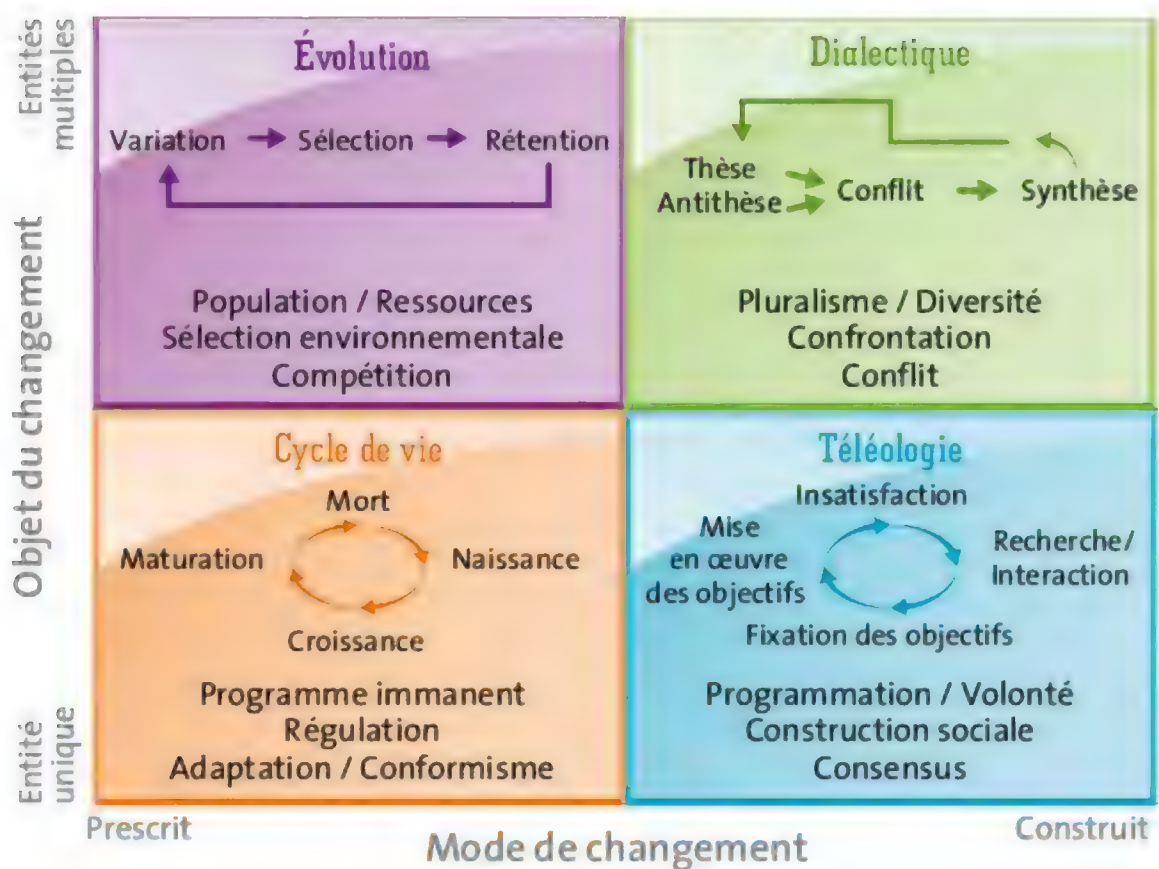 Entités
multiples
Objet du changement
Entité
unique
Évolution
Variation Sélection Rétention
Population / Ressources
Sélection environnementale
Compétition
Dialectique
Thèse
Antithèse
Conflit
Synthèse
Pluralisme / Diversité
Confrontation
Conflit
Cycle de vie
Mort
Maturation
Naissance
Croissance
Programme immanent
Régulation
Adaptation / Conformisme
Téléologie
Insatisfaction
Mise
en œuvre
des objectifs
Recherche/
Interaction
Fixation des objectifs
Programmation / Volonté
Construction sociale
Consensus
Prescrit
Mode de changement
Construit